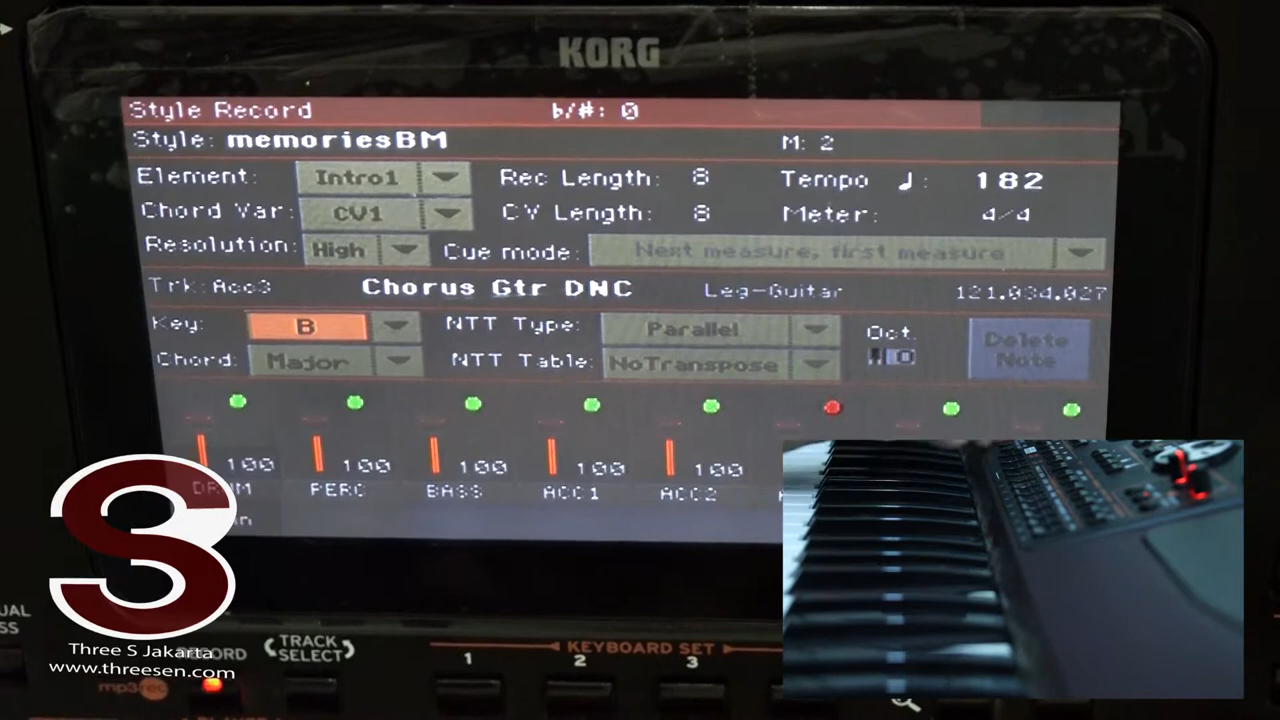 KORG
Style Record b/#: 0
Style: memoriesBM M: 2
Element: Intro1 Rec Length: 8 Tempo ♩: 182
Chord Var: CV1 CV Length: 8 Meter: 4/4
Resolution: High Cue mode: Next measure, first measure
Trk: Acc3 Chorus Gtr DNC Leg-Guitar 121.034.027
Key: B NTT Type: Parallel Oct
Chord: Major NTT Table: NoTranspose 0 Delete Note
100 100 100 100 100
DRUM PERC BASS ACC1 ACC2
S
Three S Jakarta
www.threesen.com
RECORD TRACK SELECT KEYBOARD SET
1 2 3
mp3rec